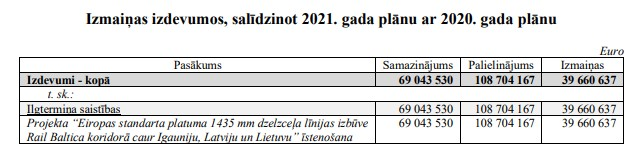 Izmaiņas izdevumos, salīdzinot 2021. gada plānu ar 2020. gada plānu
Euro
Pasākums Samazinājums Palielinājums Izmaiņas
Izdevumi - kopā 69 043 530 108 704 167 39 660 637
t. sk.:
Ilgtermina saistības 69 043 530 108 704 167 39 660 637
Projekta “Eiropas standarta platuma 1435 mm dzelzceļa līnijas izbūve 69 043 530 108 704 167 39 660 637
Rail Baltica koridorā caur Igauniju, Latviju un Lietuvu” īstenošana